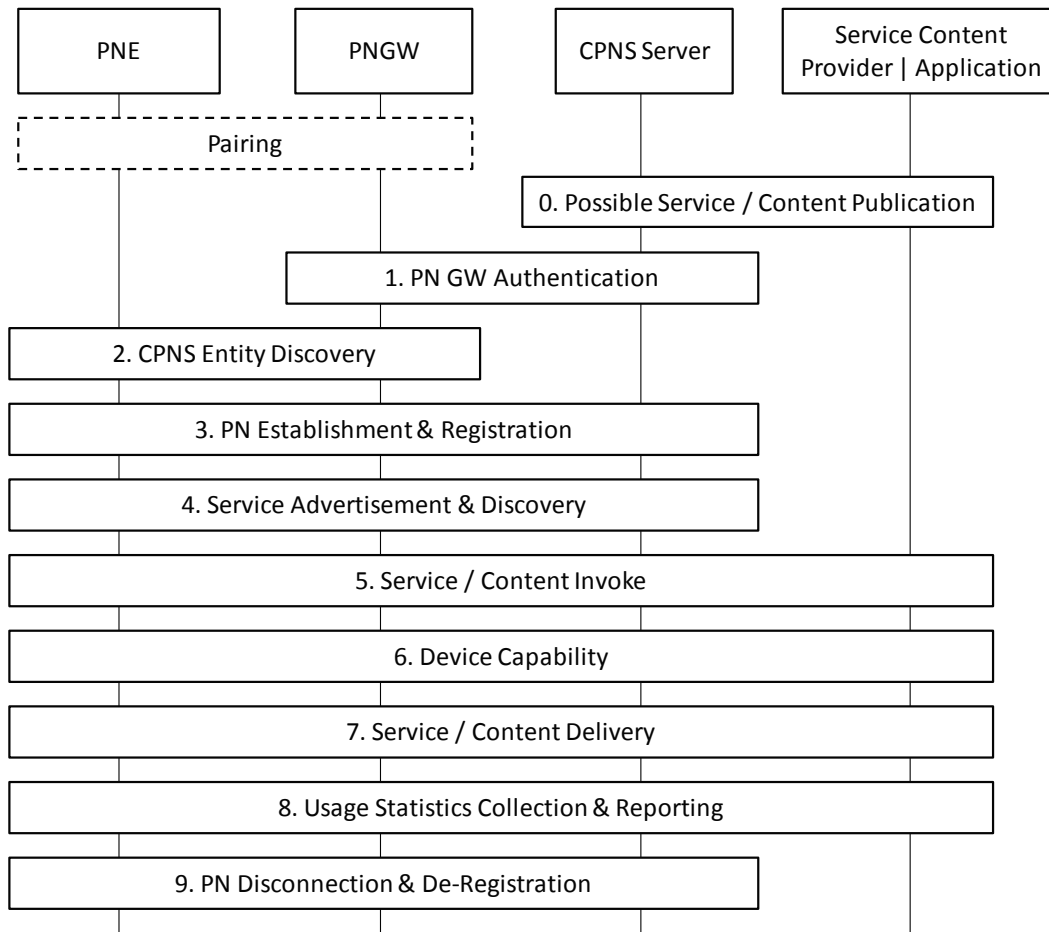 PNE
PNGW
CPNS Server
Service Content
Provider | Application
Pairing
0. Possible Service / Content Publication
1. PN GW Authentication
2. CPNS Entity Discovery
3. PN Establishment & Registration
4. Service Advertisement & Discovery
5. Service / Content Invoke
6. Device Capability
7. Service / Content Delivery
8. Usage Statistics Collection & Reporting
9. PN Disconnection & De-Registration